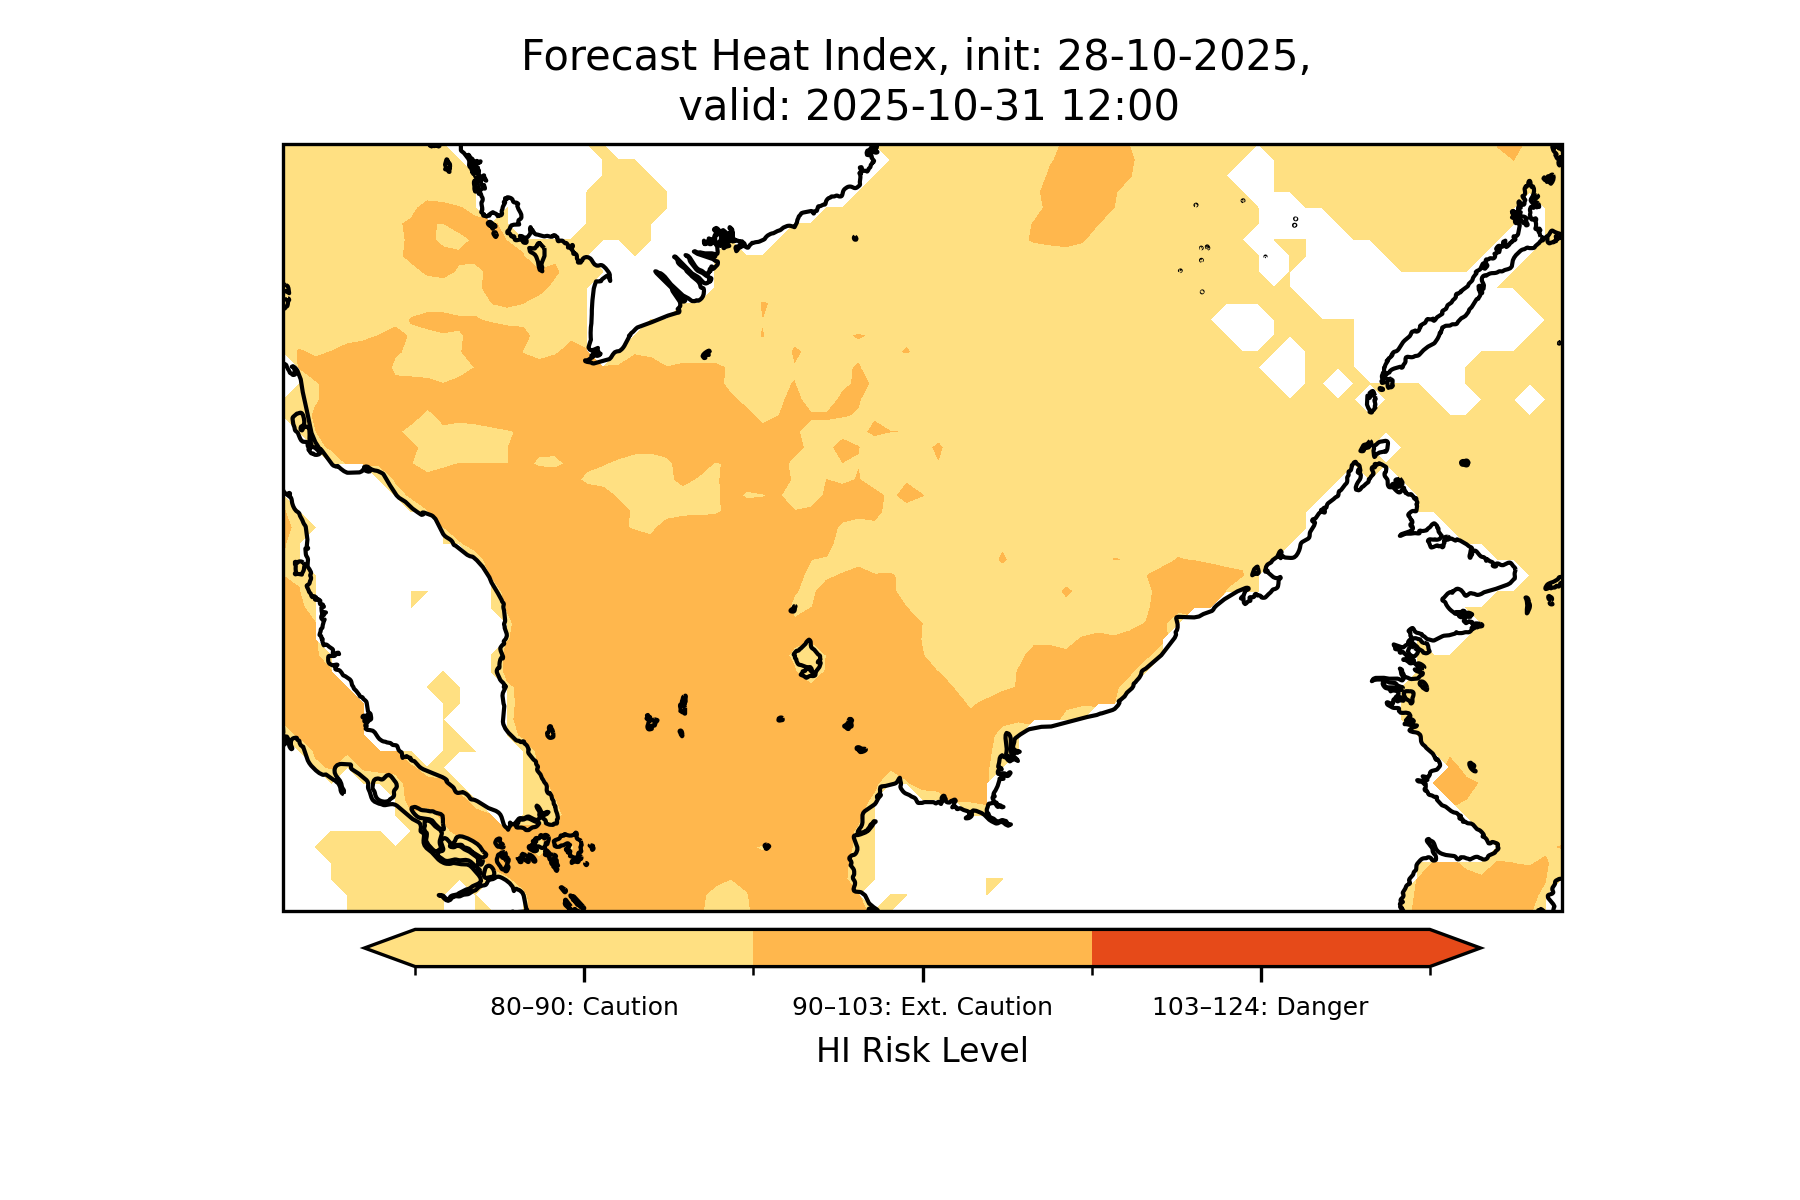 Forecast Heat Index, init: 28-10-2025,
valid: 2025-10-31 12:00
80–90: Caution
90–103: Ext. Caution
103–124: Danger
HI Risk Level